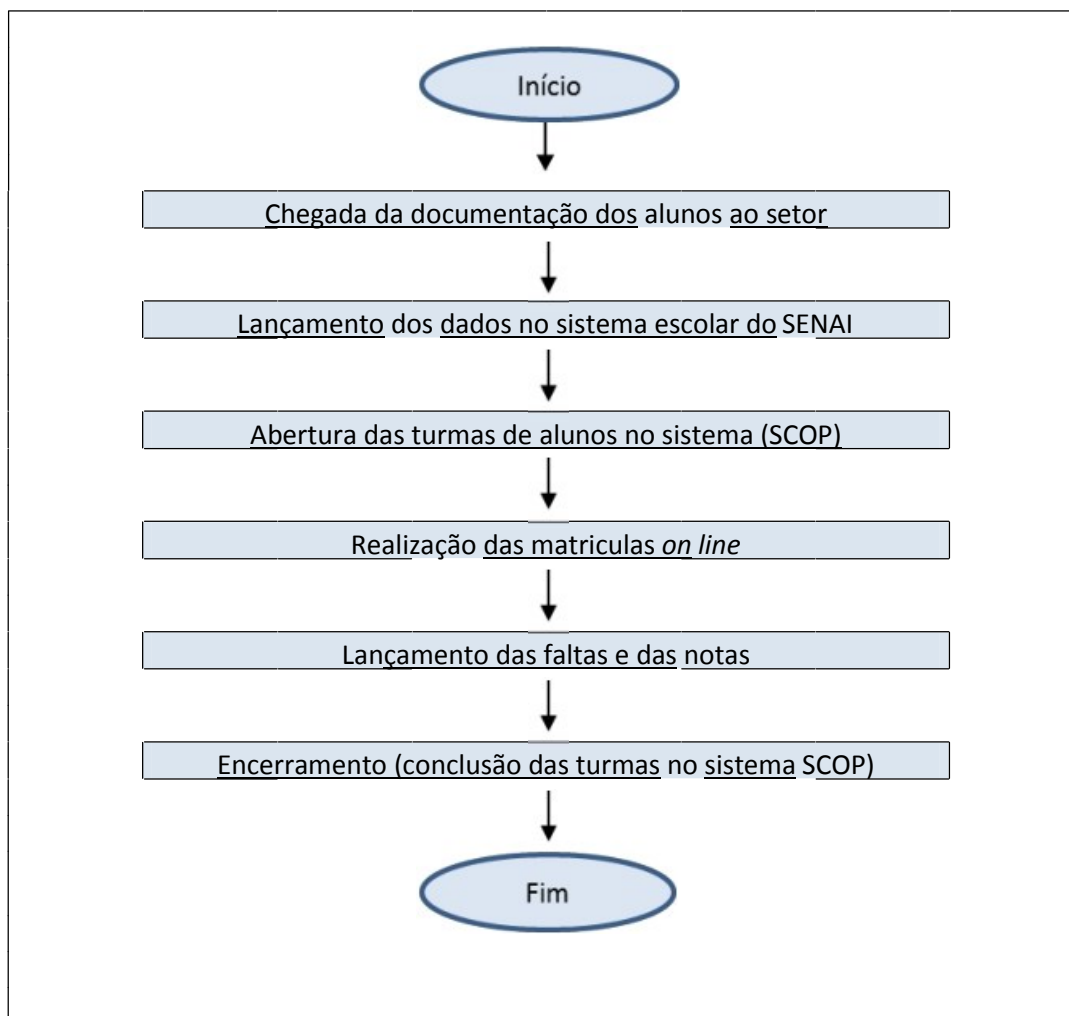 Início
Chegada da documentação dos alunos ao setor
Lançamento dos dados no sistema escolar do SENAI
Abertura das turmas de alunos no sistema (SCOP)
Realização das matriculas on line
Lançamento das faltas e das notas
Encerramento (conclusão das turmas no sistema SCOP)
Fim